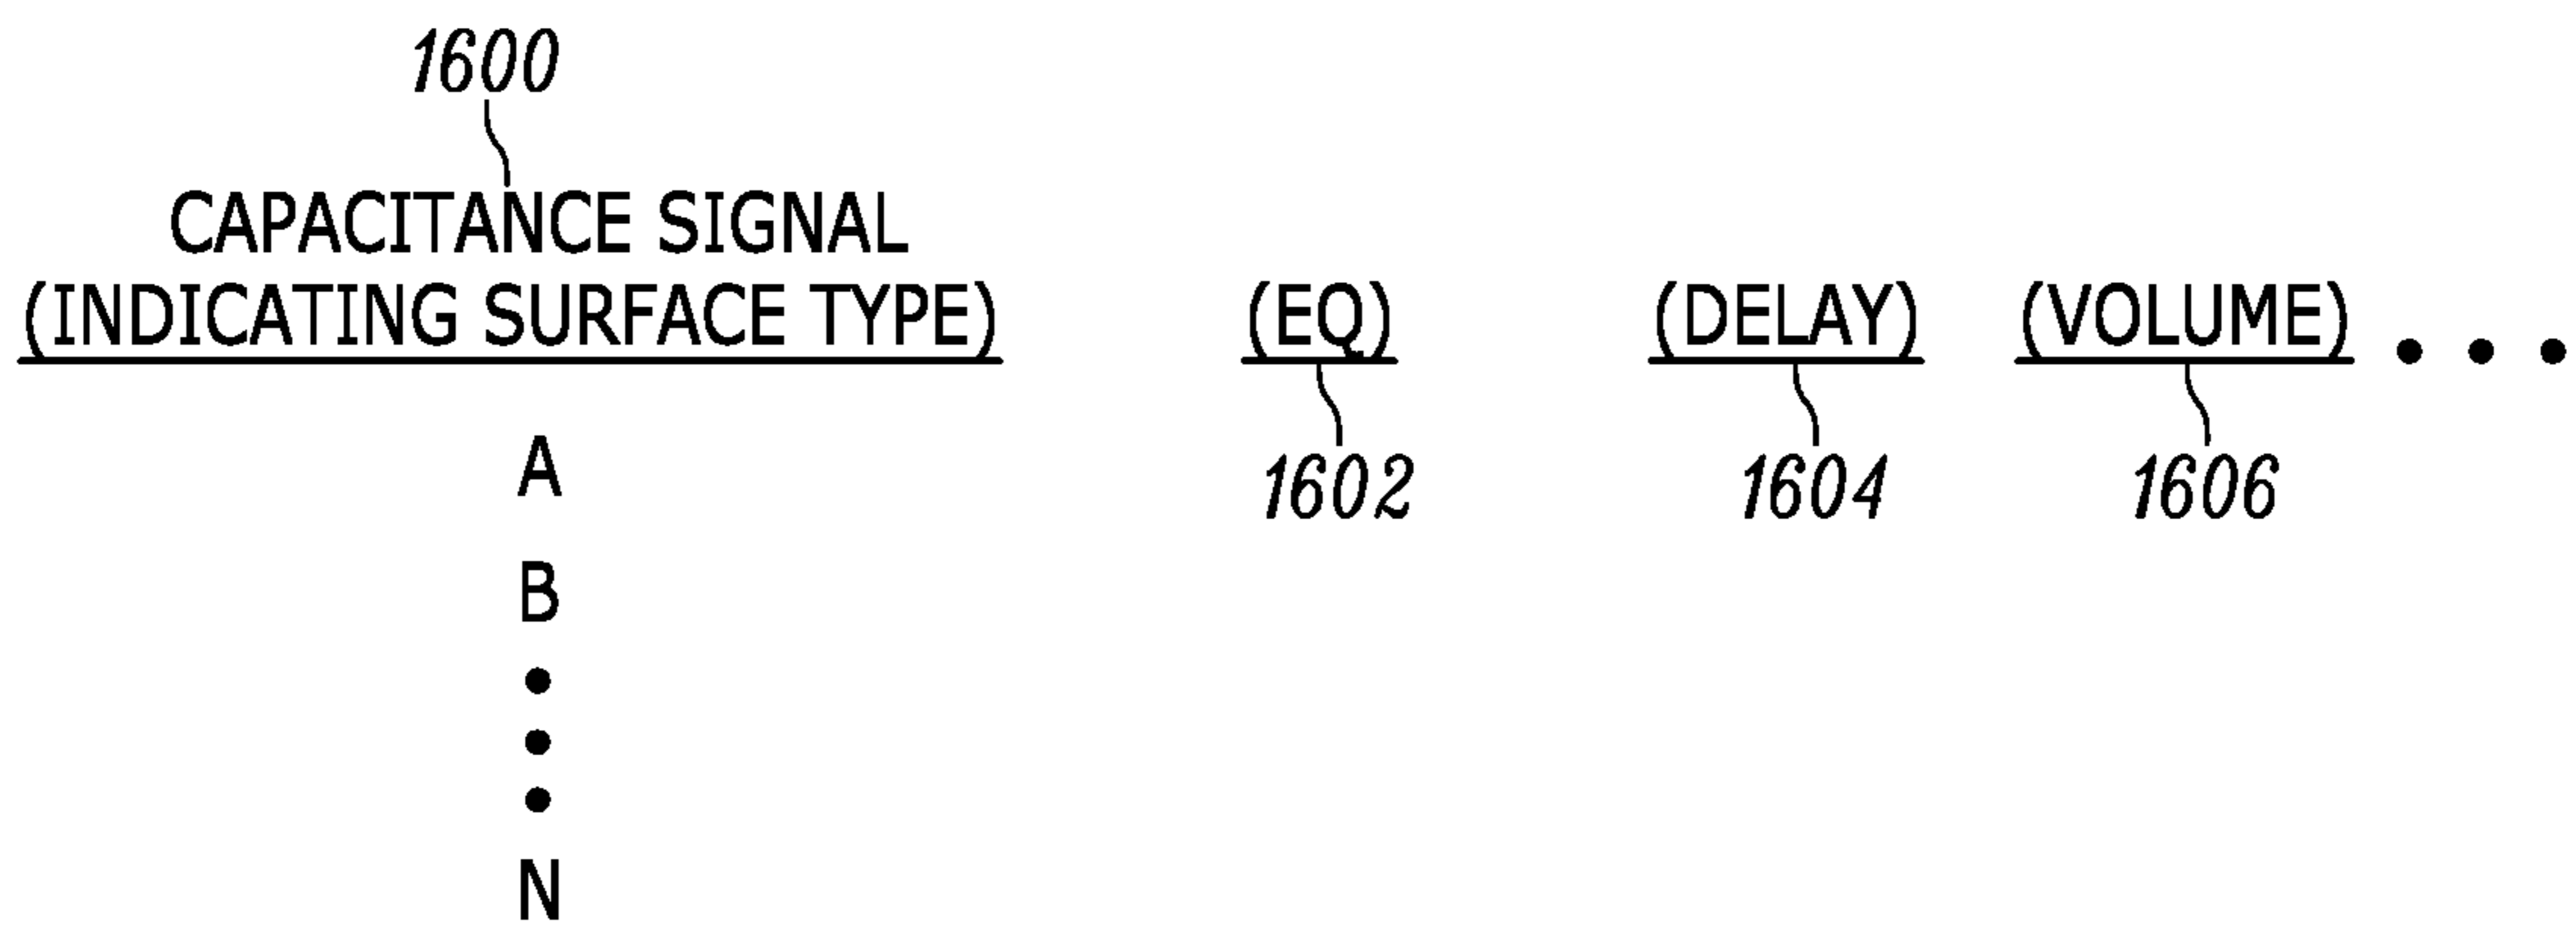 1600
CAPACITANCE SIGNAL
(INDICATING SURFACE TYPE) (EQ) (DELAY) (VOLUME) • • •
A 1602 1604 1606
B
•
•
•
N